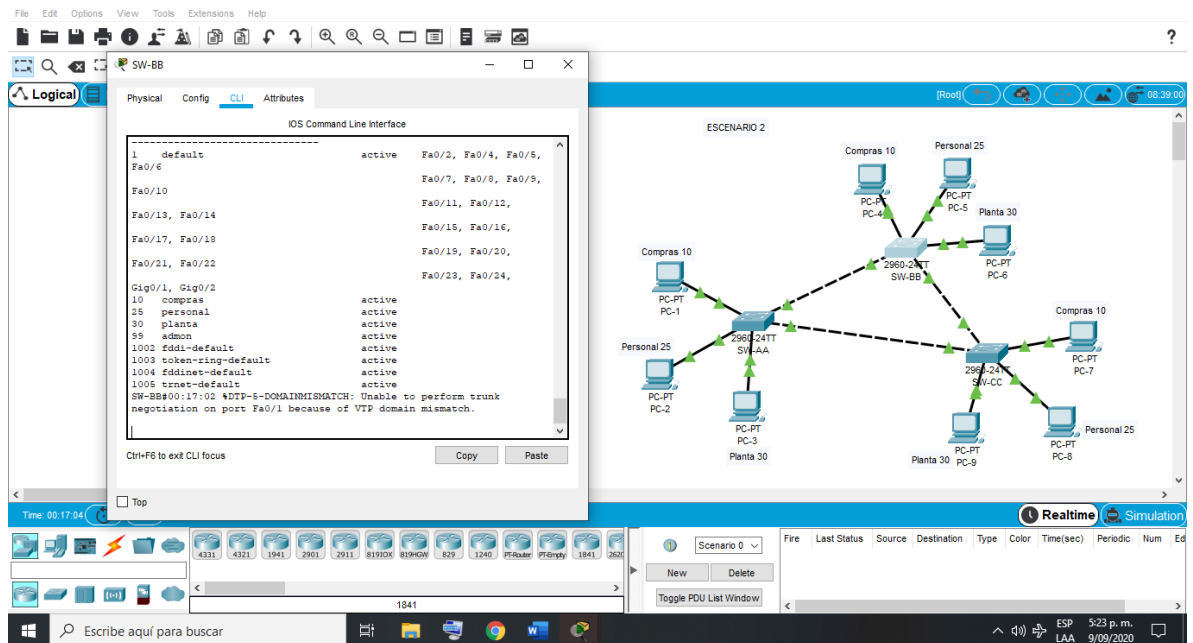 File Edit Options View Tools Extensions Help
?
SW-BB
Logical
[Root]
08:39:00
Physical Config CLI Attributes
IOS Command Line Interface
--------------------------------
1 default active Fa0/2, Fa0/4, Fa0/5,
Fa0/6
Fa0/7, Fa0/8, Fa0/9,
Fa0/10
Fa0/11, Fa0/12,
Fa0/13, Fa0/14
Fa0/15, Fa0/16,
Fa0/17, Fa0/18
Fa0/19, Fa0/20,
Fa0/21, Fa0/22
Fa0/23, Fa0/24,
Gig0/1, Gig0/2
10 compras active
25 personal active
30 planta active
99 admon active
1002 fddi-default active
1003 token-ring-default active
1004 fddinet-default active
1005 trnet-default active
SW-BB#00:17:02 %DTP-5-DOMAINMISMATCH: Unable to perform trunk
negotiation on port Fa0/1 because of VTP domain mismatch.
Ctrl+F6 to exit CLI focus
Copy
Paste
Top
ESCENARIO 2
Compras 10
Personal 25
PC-PT
PC-4
PC-PT
PC-5
Planta 30
PC-PT
PC-6
2960-24TT
SW-BB
Compras 10
PC-PT
PC-1
2960-24TT
SW-AA
Personal 25
PC-PT
PC-2
PC-PT
PC-3
Planta 30
Compras 10
PC-PT
PC-7
2960-24TT
SW-CC
Personal 25
PC-PT
PC-8
PC-PT
Planta 30 PC-9
Time: 00:17:04
Realtime
Simulation
4331 4321 1941 2901 2911 819IOX 819HGW 829 1240 PT-Router PT-Empty 1841 2620
1841
Scenario 0
New
Delete
Toggle PDU List Window
Fire Last Status Source Destination Type Color Time(sec) Periodic Num Ed
Escribe aquí para buscar
ESP
LAA
5:23 p. m.
9/09/2020